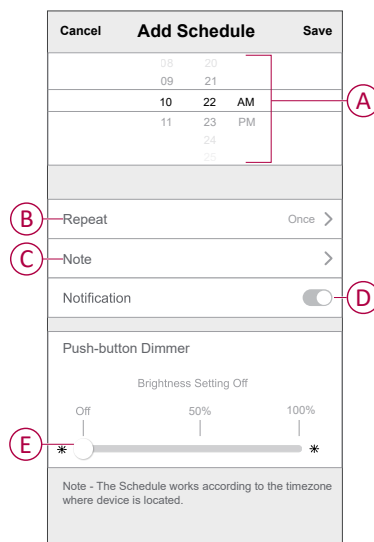 Cancel Add Schedule Save
08 20
09 21
10 22 AM
11 23 PM
24
25
A
B Repeat Once
C Note
Notification D
Push-button Dimmer
Brightness Setting Off
Off 50% 100%
E
Note - The Schedule works according to the timezone
where device is located.